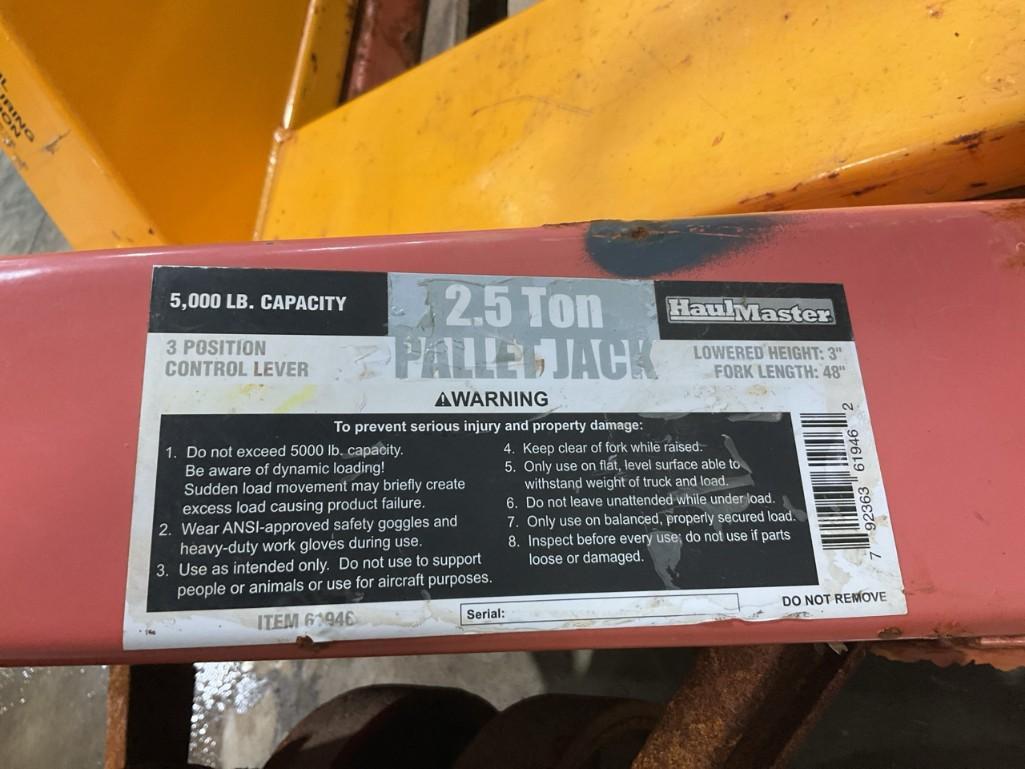 5,000 LB. CAPACITY
2.5 Ton
HaulMaster
3 POSITION
CONTROL LEVER
PALLET JACK
LOWERED HEIGHT: 3"
FORK LENGTH: 48"
WARNING
To prevent serious injury and property damage:
1. Do not exceed 5000 lb. capacity.
Be aware of dynamic loading!
Sudden load movement may briefly create
excess load causing product failure.
2. Wear ANSI-approved safety goggles and
heavy-duty work gloves during use.
3. Use as intended only. Do not use to support
people or animals or use for aircraft purposes.
4. Keep clear of fork while raised.
5. Only use on flat, level surface able to
withstand weight of truck and load.
6. Do not leave unattended while under load.
7. Only use on balanced, properly secured load.
8. Inspect before every use; do not use if parts
loose or damaged.
7 92363 61946 2
ITEM 61946
Serial:
DO NOT REMOVE